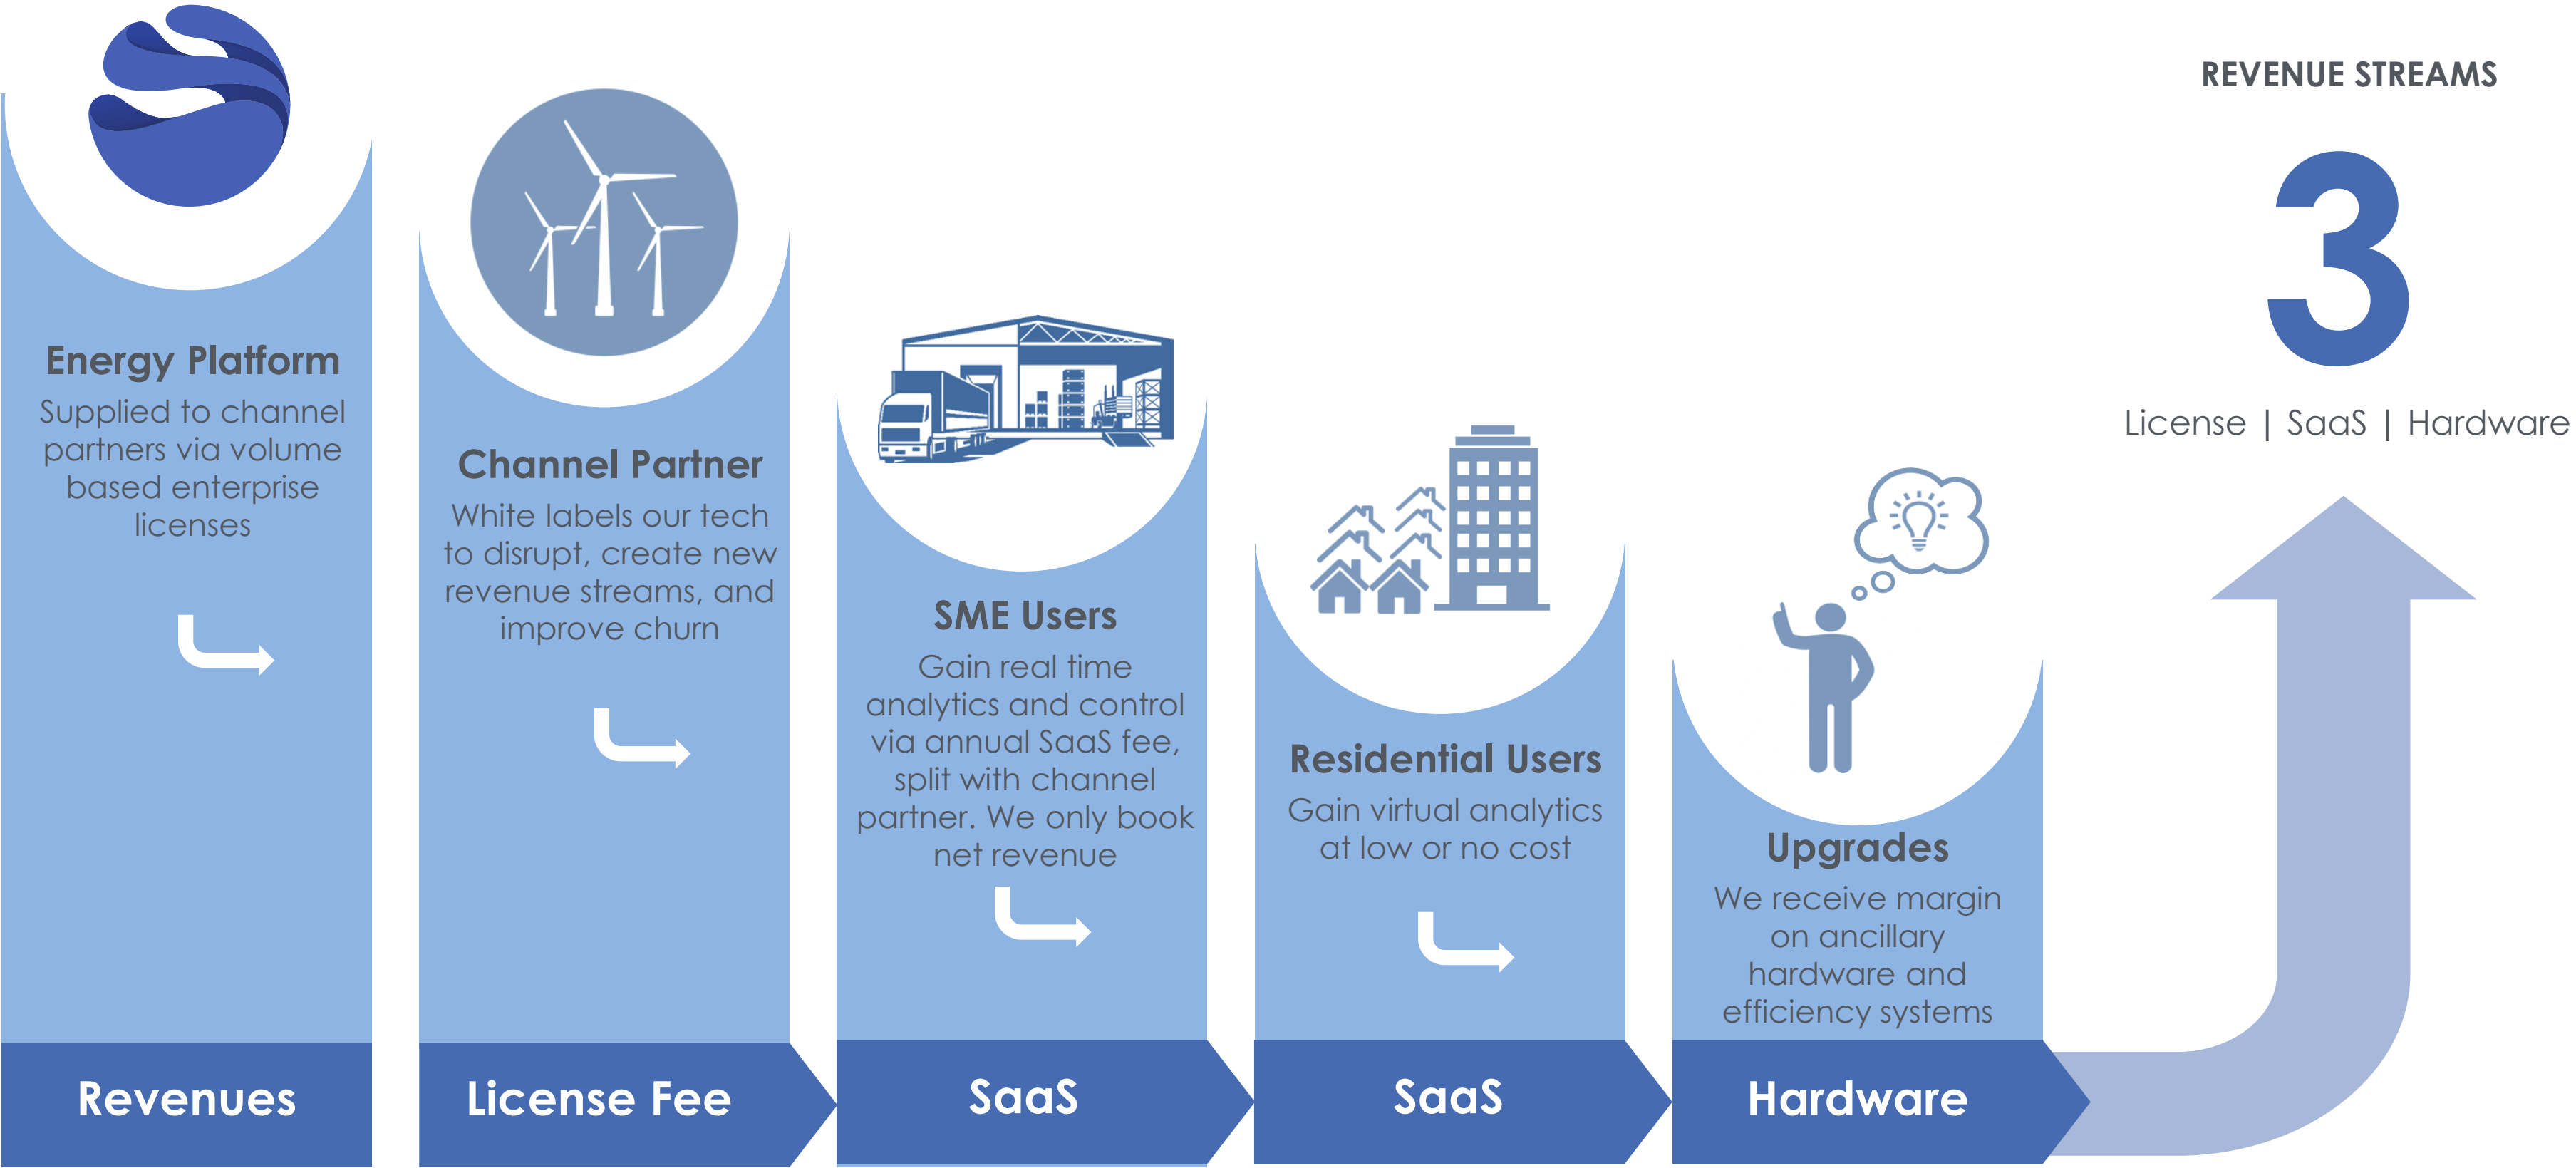 REVENUE STREAMS
3
License | SaaS | Hardware
Energy Platform
Supplied to channel
partners via volume
based enterprise
licenses
Channel Partner
White labels our tech
to disrupt, create new
revenue streams, and
improve churn
SME Users
Gain real time
analytics and control
via annual SaaS fee,
split with channel
partner. We only book
net revenue
Residential Users
Gain virtual analytics
at low or no cost
Upgrades
We receive margin
on ancillary
hardware and
efficiency systems
Revenues
License Fee
SaaS
SaaS
Hardware